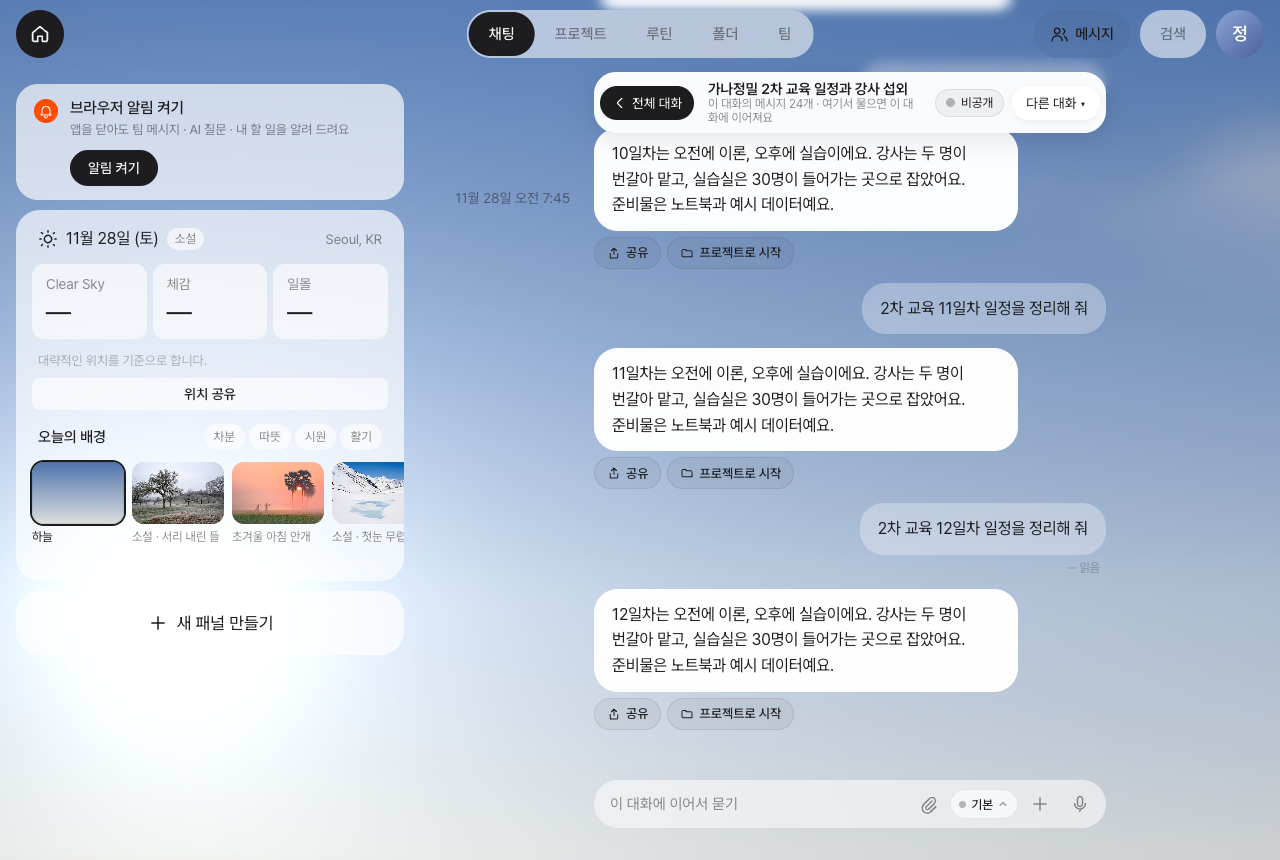 채팅
프로젝트
루틴
폴더
팀
메시지
검색
정
브라우저 알림 켜기
앱을 닫아도 팀 메시지 · AI 질문 · 내 할 일을 알려 드려요
알림 켜기
11월 28일 (토)
소설
Seoul, KR
Clear Sky
—
체감
—
일몰
—
대략적인 위치를 기준으로 합니다.
위치 공유
오늘의 배경
차분
따뜻
시원
활기
하늘
소설 · 서리 내린 들
초겨울 아침 안개
소설 · 첫눈 무렵
+ 새 패널 만들기
전체 대화
가나정밀 2차 교육 일정과 강사 섭외
이 대화의 메시지 24개 · 여기서 물으면 이 대
화에 이어져요
비공개
다른 대화 ▾
11월 28일 오전 7:45
10일차는 오전에 이론, 오후에 실습이에요. 강사는 두 명이
번갈아 맡고, 실습실은 30명이 들어가는 곳으로 잡았어요.
준비물은 노트북과 예시 데이터예요.
공유
프로젝트로 시작
2차 교육 11일차 일정을 정리해 줘
11일차는 오전에 이론, 오후에 실습이에요. 강사는 두 명이
번갈아 맡고, 실습실은 30명이 들어가는 곳으로 잡았어요.
준비물은 노트북과 예시 데이터예요.
공유
프로젝트로 시작
2차 교육 12일차 일정을 정리해 줘
읽음
12일차는 오전에 이론, 오후에 실습이에요. 강사는 두 명이
번갈아 맡고, 실습실은 30명이 들어가는 곳으로 잡았어요.
준비물은 노트북과 예시 데이터예요.
공유
프로젝트로 시작
이 대화에 이어서 묻기
기본